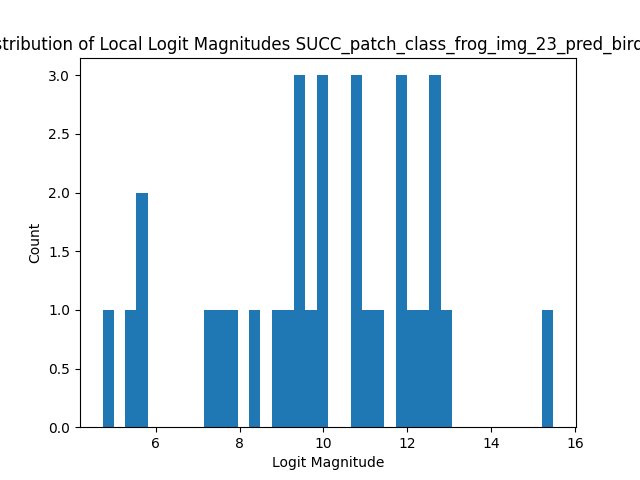 stribution of Local Logit Magnitudes SUCC_patch_class_frog_img_23_pred_bird
3.0
2.5
2.0
1.5
1.0
0.5
0.0
Count
6 8 10 12 14 16
Logit Magnitude